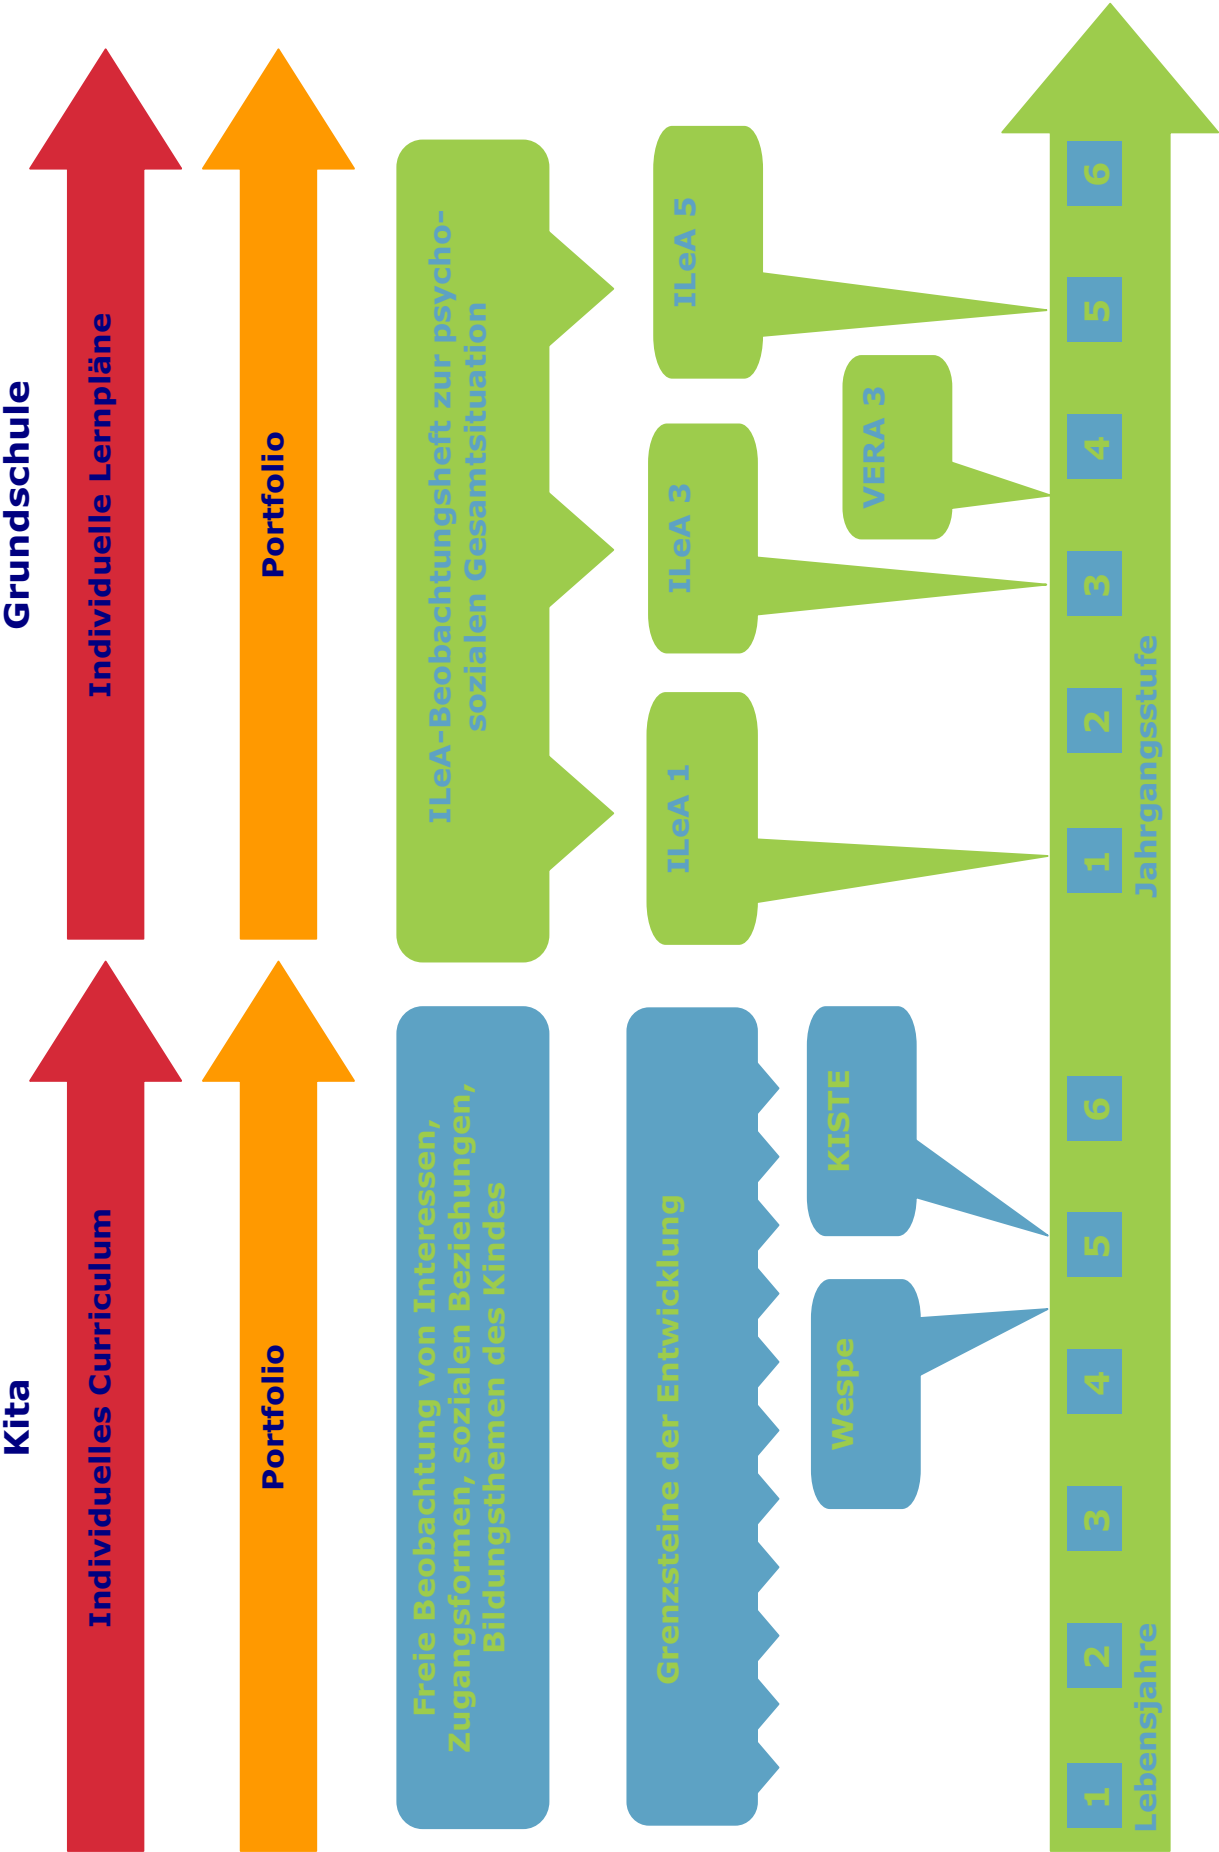 Kita
Grundschule
Individuelles Curriculum
Individuelle Lernpläne
Portfolio
Portfolio
Freie Beobachtung von Interessen,
Zugangsformen, sozialen Beziehungen,
Bildungsthemen des Kindes
ILeA-Beobachtungsheft zur psycho-
sozialen Gesamtsituation
Grenzsteine der Entwicklung
ILeA 1
ILeA 3
ILeA 5
Wespe
KISTE
VERA 3
1
2
3
4
5
6
1
2
3
4
5
6
Lebensjahre
Jahrgangsstufe